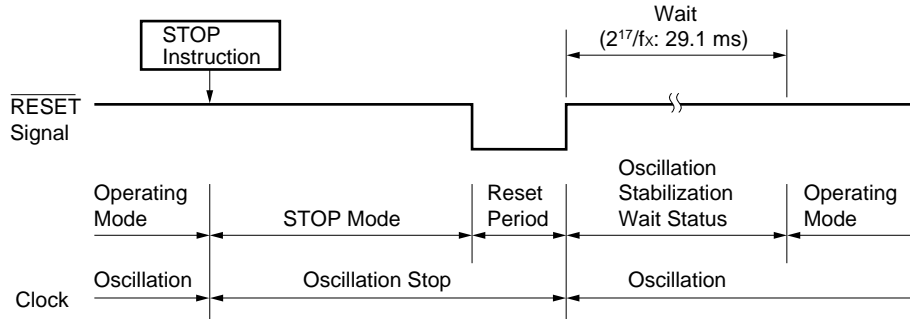 Wait
(2¹⁷/fx: 29.1 ms)
STOP
Instruction
RESET
Signal
Operating
Mode
STOP Mode
Reset
Period
Oscillation
Stabilization
Wait Status
Operating
Mode
Clock
Oscillation
Oscillation Stop
Oscillation